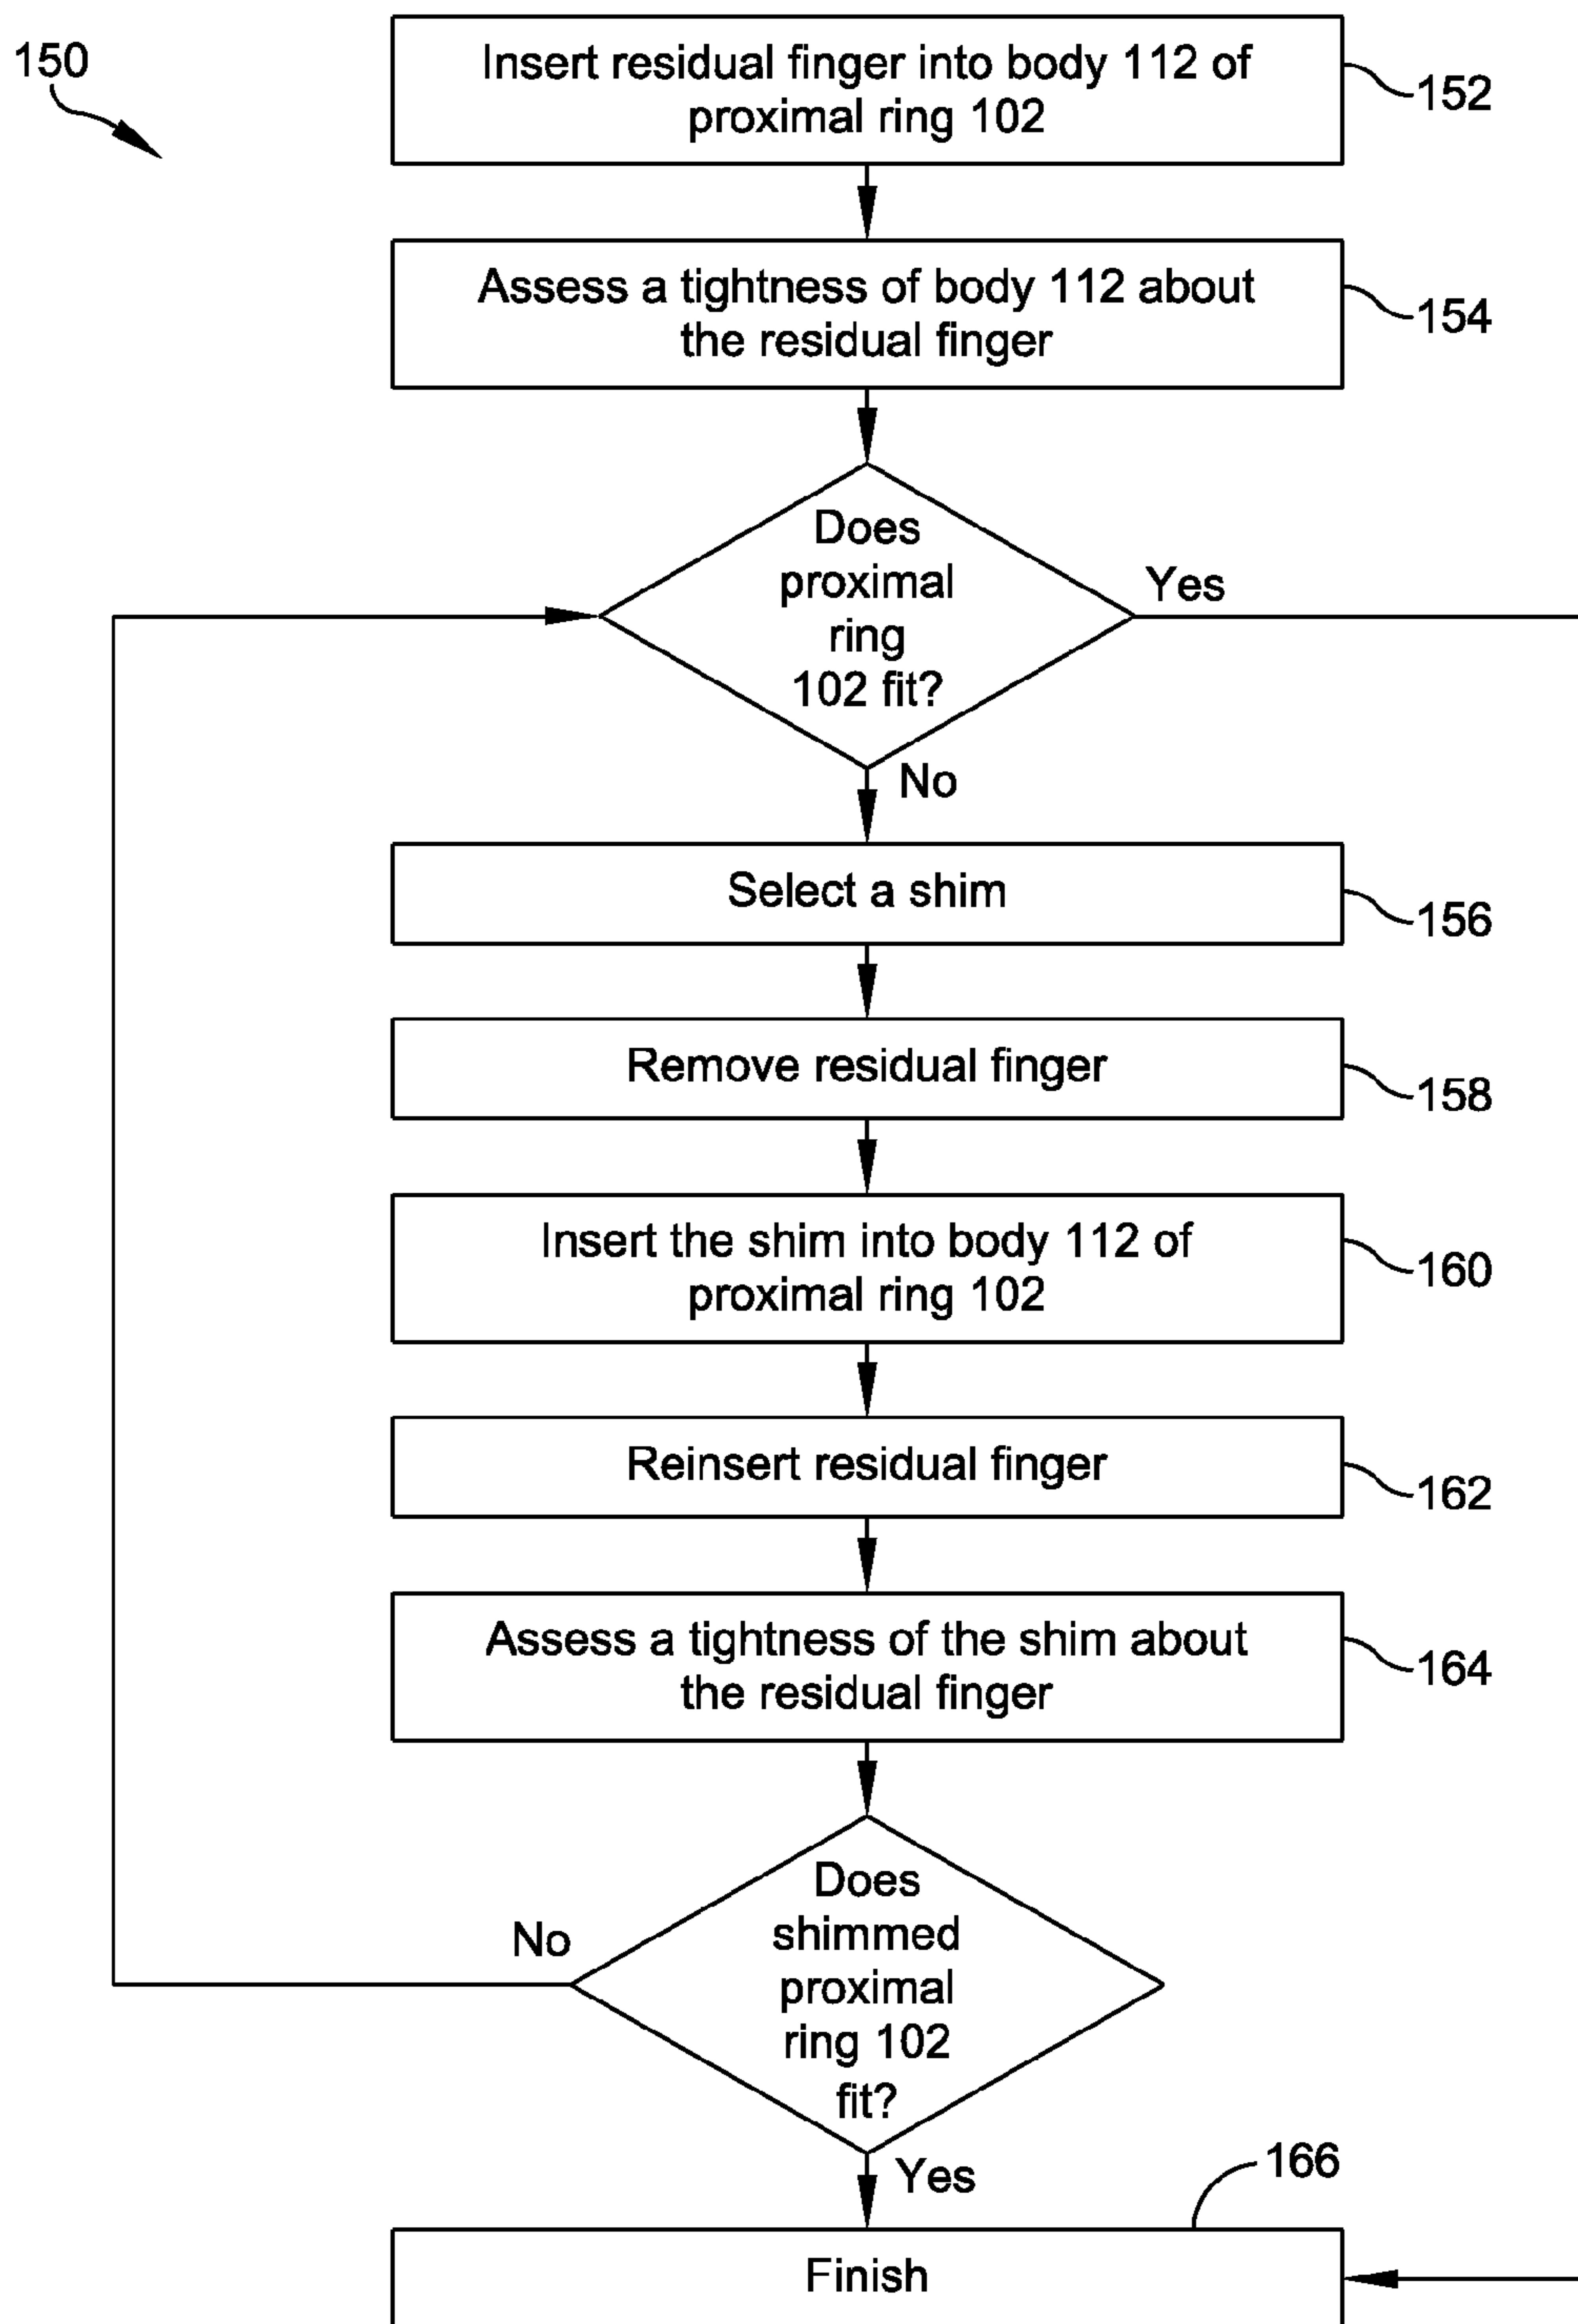 150
Insert residual finger into body 112 of
proximal ring 102
152
Assess a tightness of body 112 about
the residual finger
154
Does
proximal
ring
102 fit?
Yes
No
Select a shim
156
Remove residual finger
158
Insert the shim into body 112 of
proximal ring 102
160
Reinsert residual finger
162
Assess a tightness of the shim about
the residual finger
164
Does
shimmed
proximal
ring 102
fit?
No
Yes
166
Finish